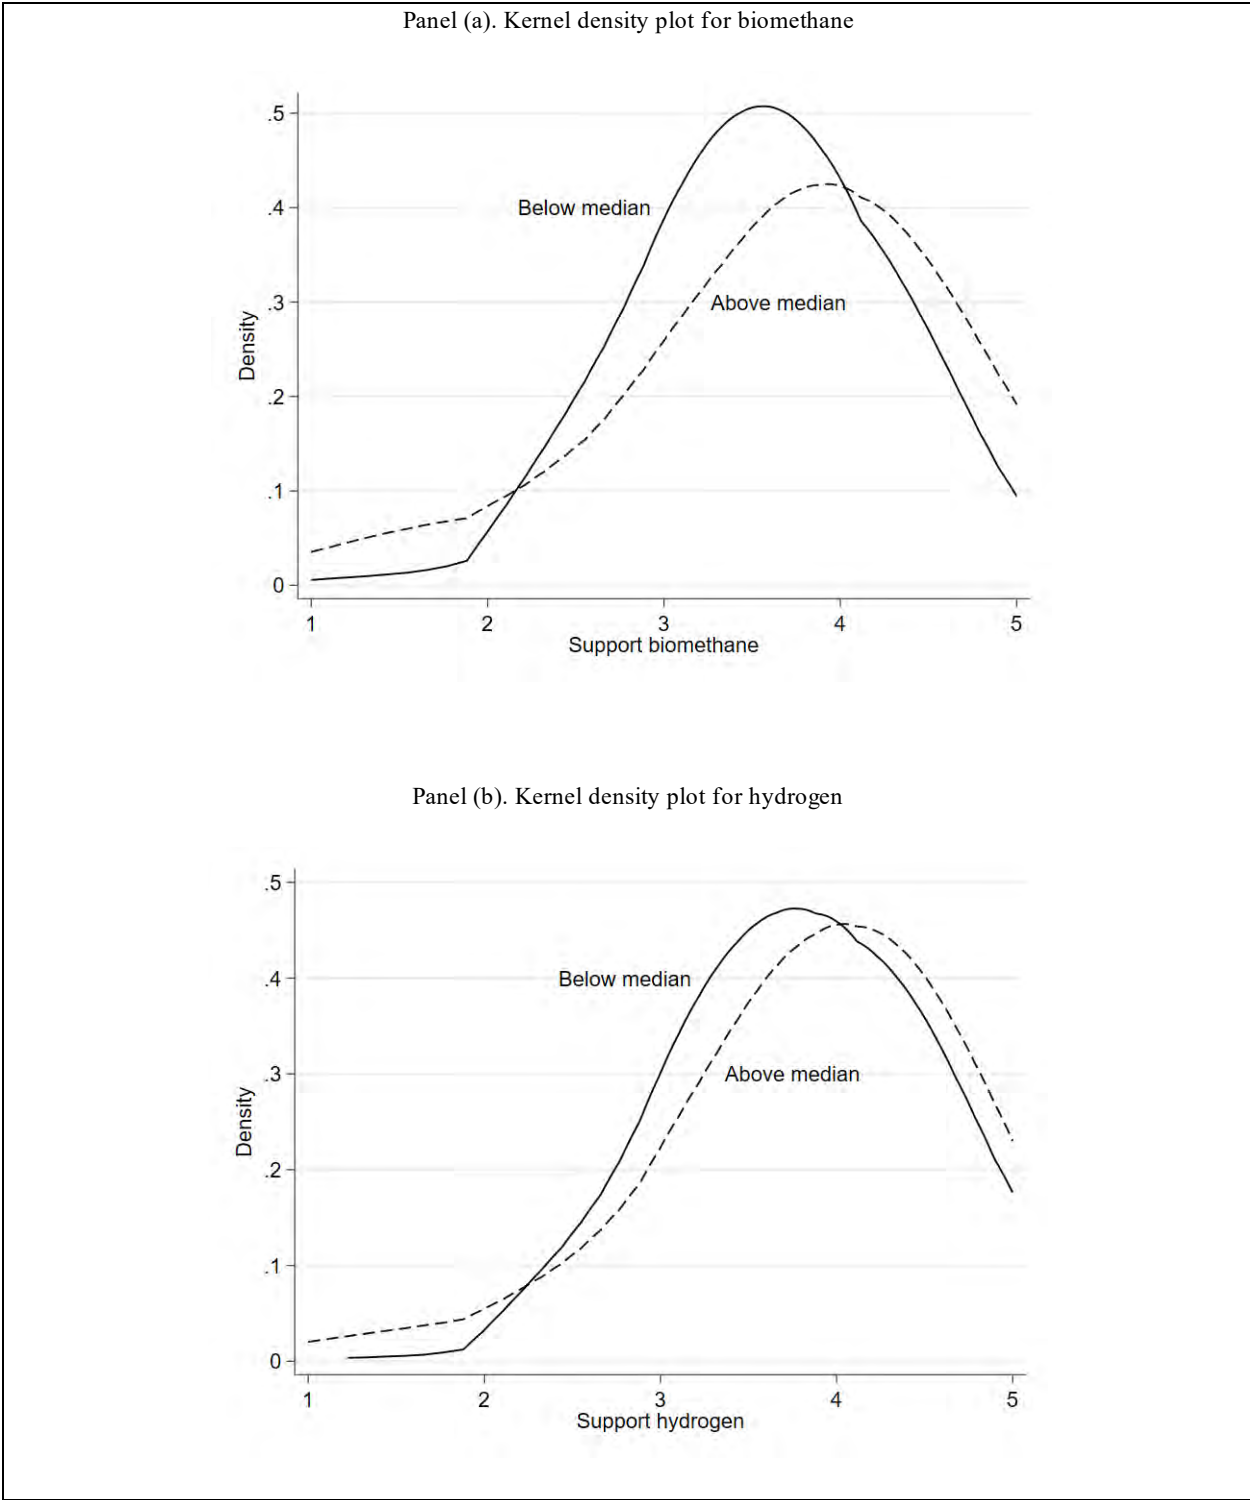 Panel (a). Kernel density plot for biomethane
.5
.4
.3
.2
.1
0
Density
Below median
Above median
1 2 3 4 5
Support biomethane
Panel (b). Kernel density plot for hydrogen
.5
.4
.3
.2
.1
0
Density
Below median
Above median
1 2 3 4 5
Support hydrogen